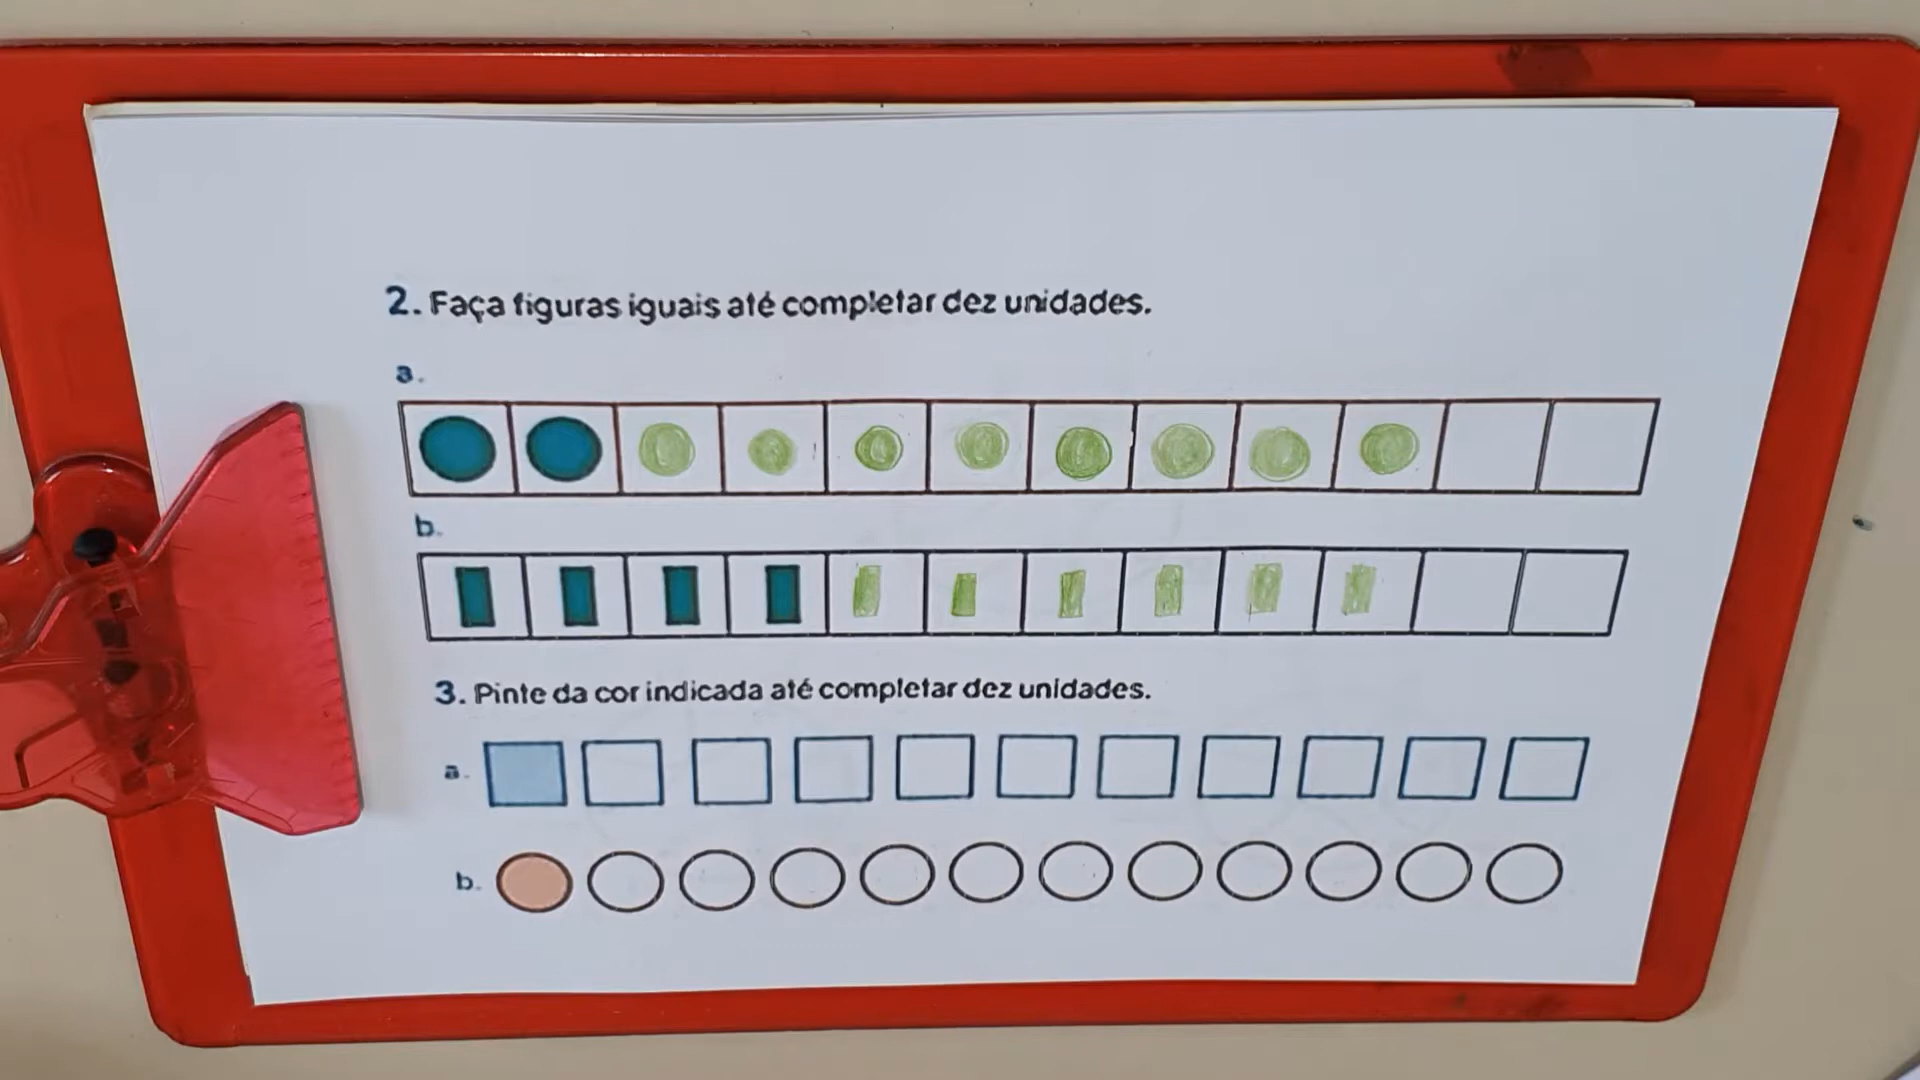 2. Faça figuras iguais até completar dez unidades.
a.
b.
3. Pinte da cor indicada até completar dez unidades.
a.
b.